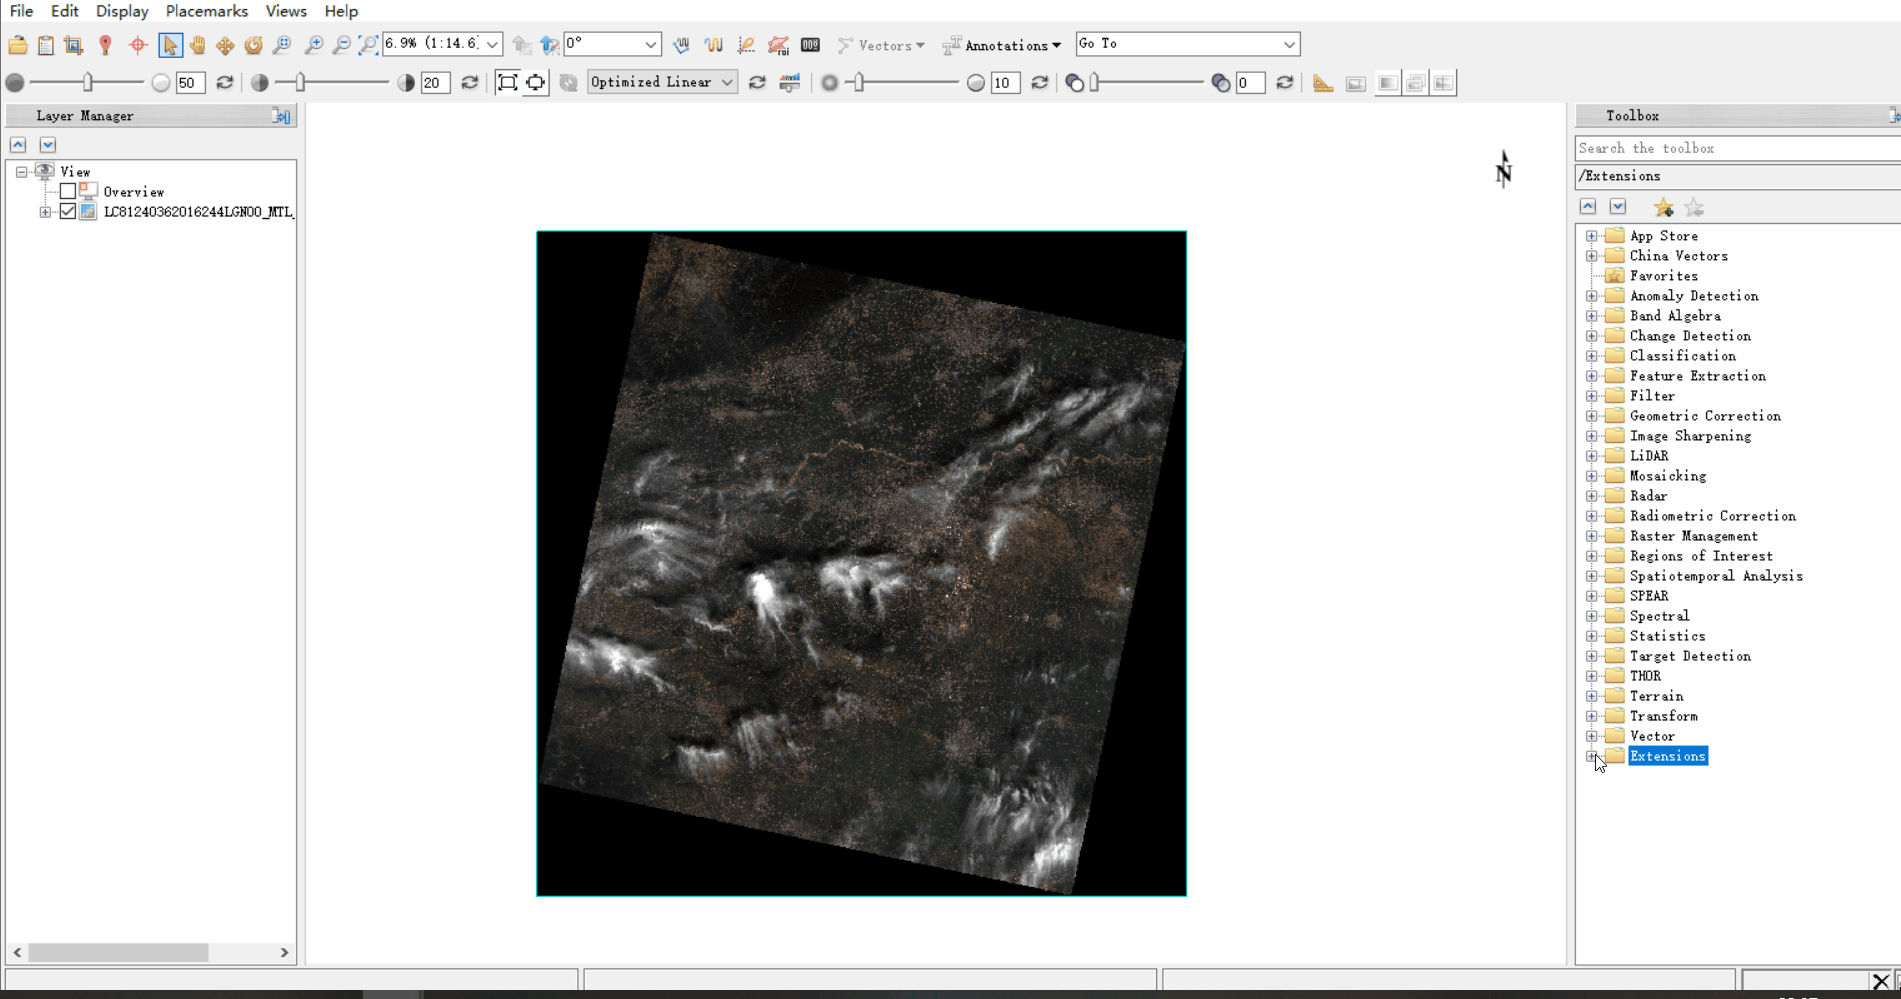 File Edit Display Placemarks Views Help
6.9% (1:14.6 0° Vectors Annotations Go To
50 20 Optimized Linear 10 0
Layer Manager
View
Overview
LC81240362016244LGN00_MTL_
N
Toolbox
Search the toolbox
/Extensions
App Store
China Vectors
Favorites
Anomaly Detection
Band Algebra
Change Detection
Classification
Feature Extraction
Filter
Geometric Correction
Image Sharpening
LiDAR
Mosaicking
Radar
Radiometric Correction
Raster Management
Regions of Interest
Spatiotemporal Analysis
SPEAR
Spectral
Statistics
Target Detection
THOR
Terrain
Transform
Vector
Extensions